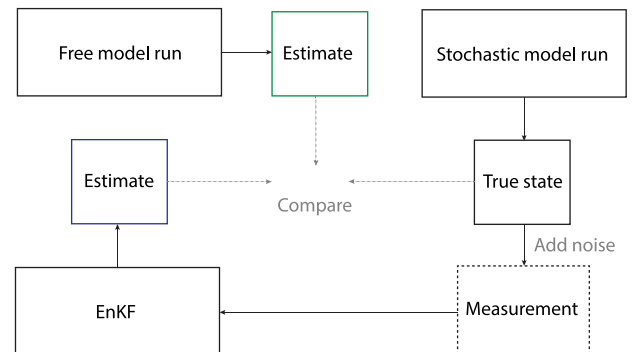 Free model run
Estimate
Stochastic model run
Estimate
Compare
True state
Add noise
EnKF
Measurement